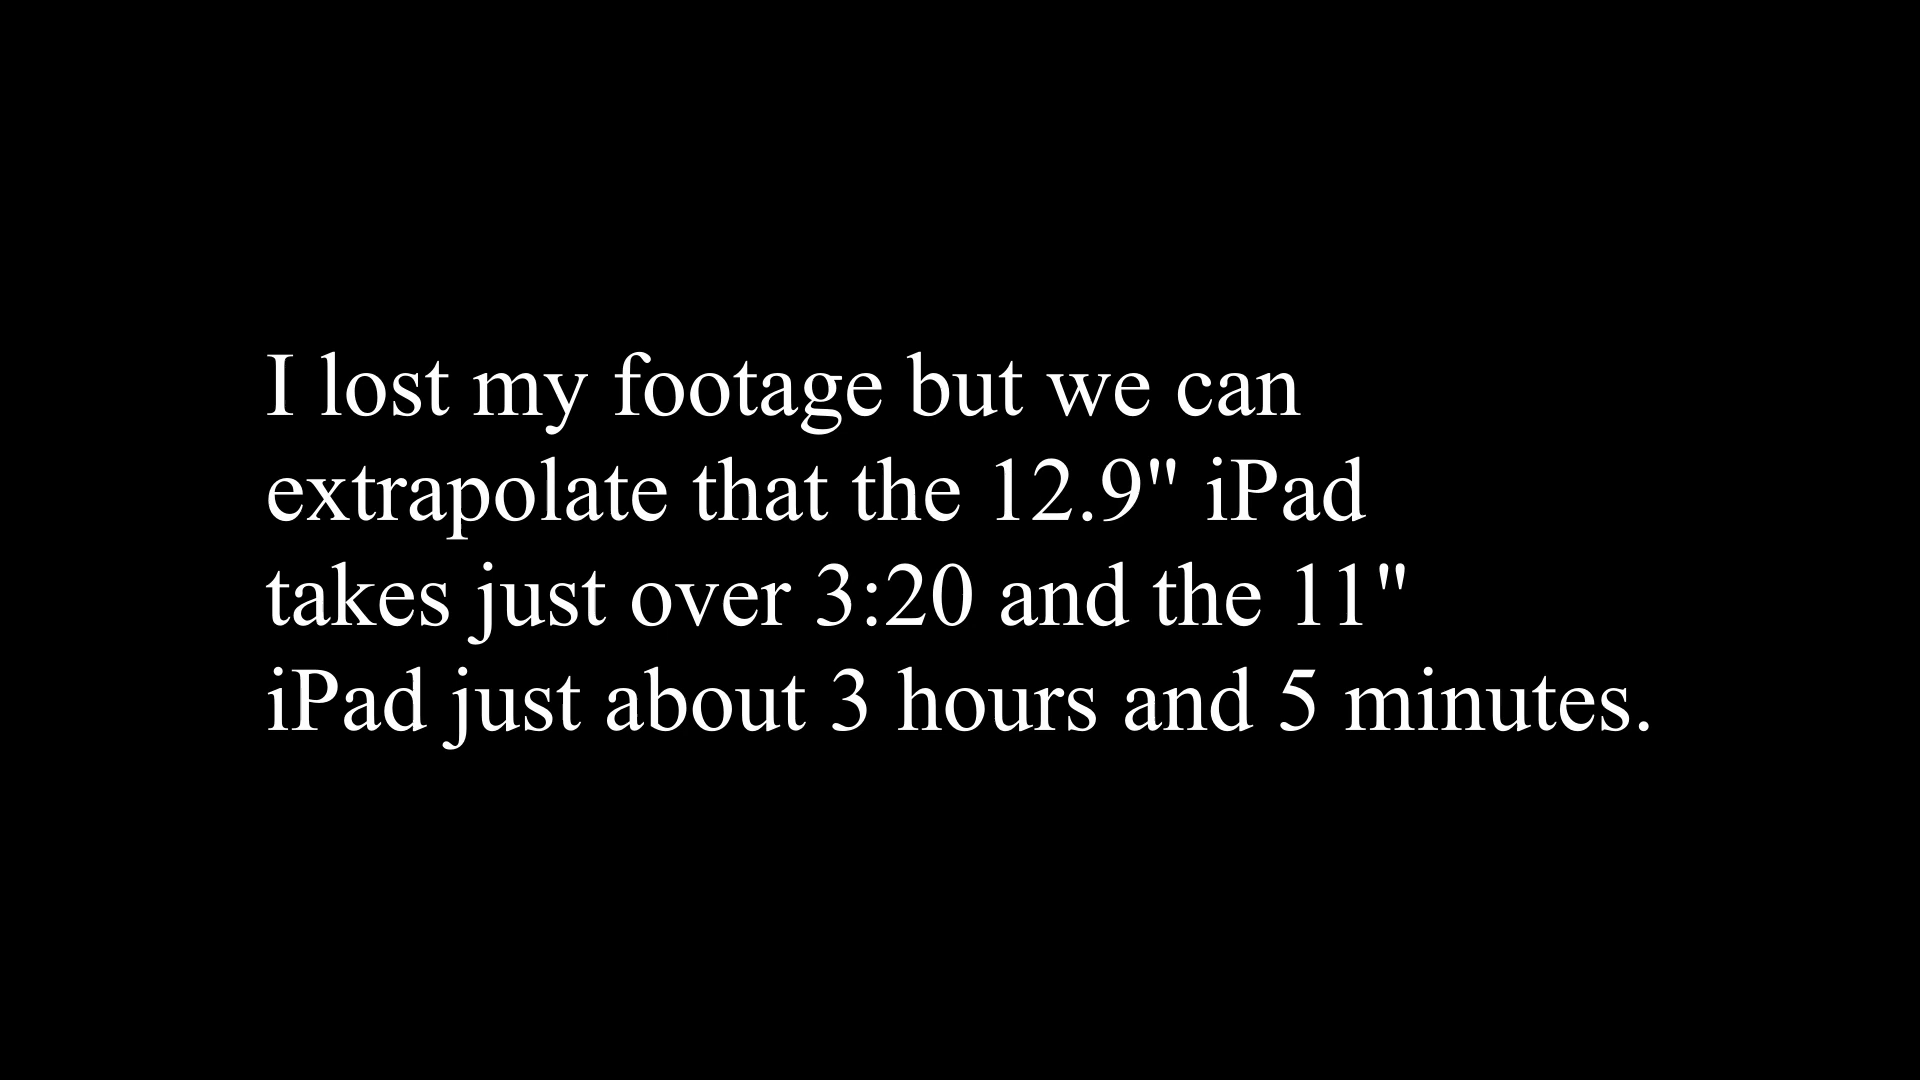 I lost my footage but we can
extrapolate that the 12.9" iPad
takes just over 3:20 and the 11"
iPad just about 3 hours and 5 minutes.